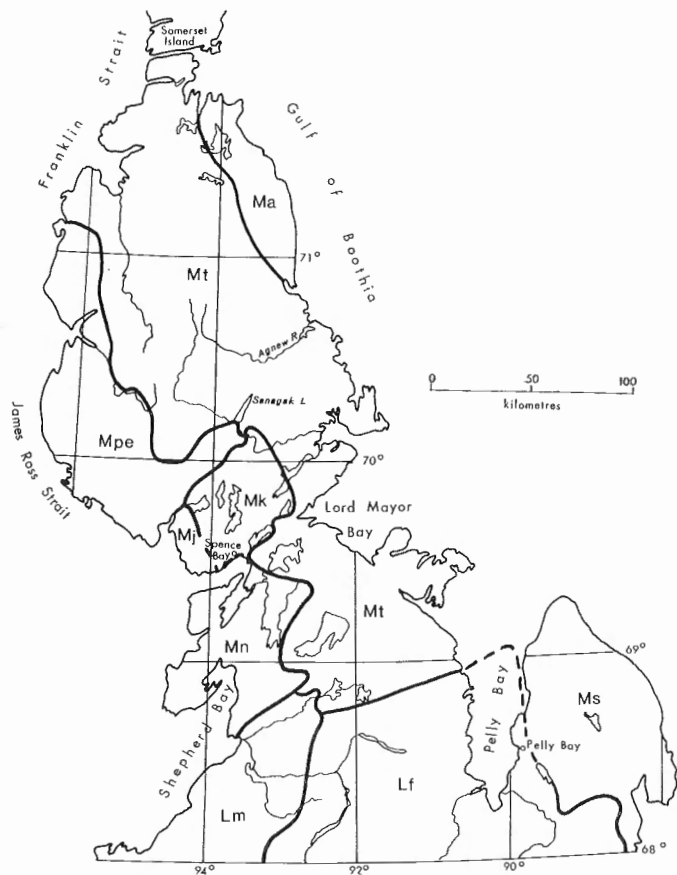 Somerset
Island
Franklin Strait
Gulf of Boothia
Ma
71°
Mt
Agnew R.
0 50 100
kilometres
Sanagak L
Mpe
James Ross Strait
70°
Mk
Lord Mayor
Bay
Mj
Spence
Bay
Mt
Mn
69°
Pelly Bay
Ms
Shepherd Bay
Pelly Bay
Lf
Lm
68°
94°
92°
90°